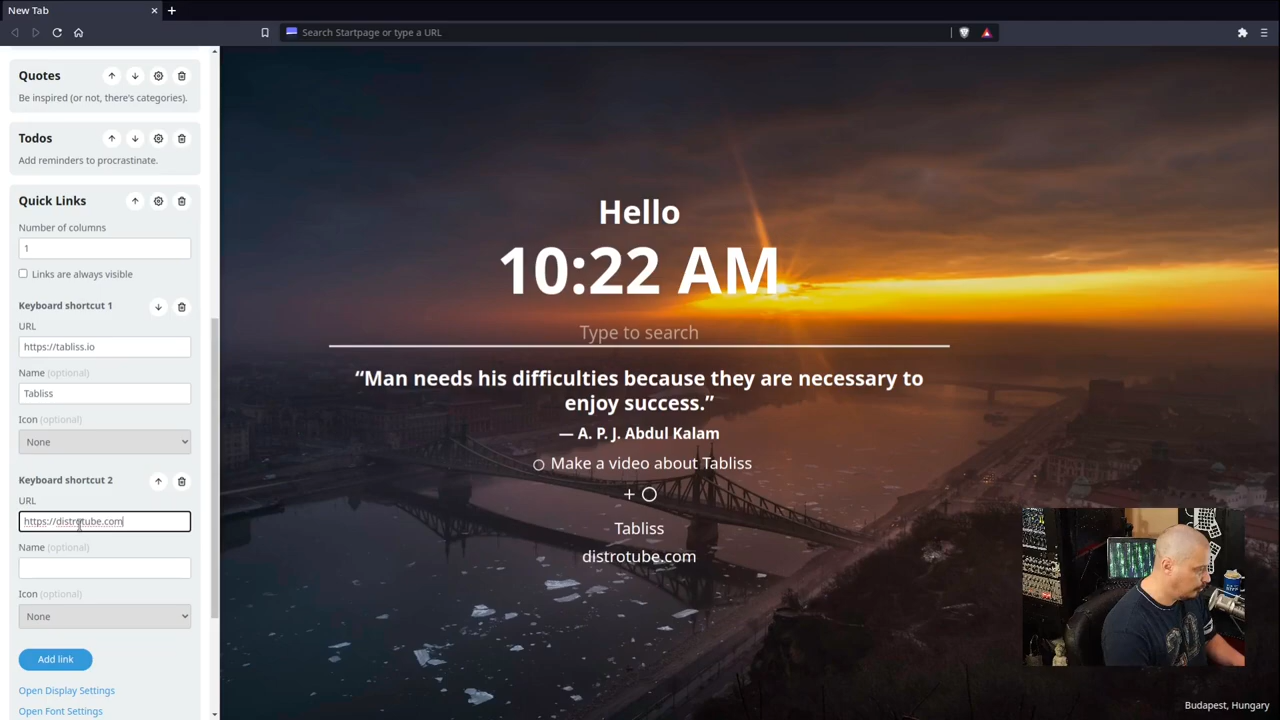 New Tab
Search Startpage or type a URL
Quotes
Be inspired (or not, there's categories).
Todos
Add reminders to procrastinate.
Quick Links
Number of columns
1
Links are always visible
Keyboard shortcut 1
URL
https://tabliss.io
Name (optional)
Tabliss
Icon (optional)
None
Keyboard shortcut 2
URL
https://distrotube.com
Name (optional)
Icon (optional)
None
Add link
Open Display Settings
Open Font Settings
Hello
10:22 AM
Type to search
“Man needs his difficulties because they are necessary to
enjoy success.”
— A. P. J. Abdul Kalam
Make a video about Tabliss
Tabliss
distrotube.com
Budapest, Hungary